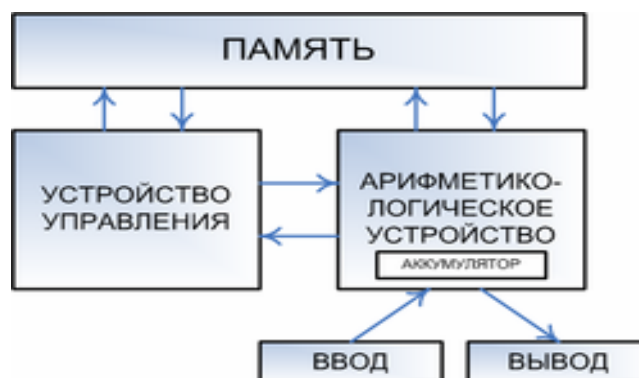 ПАМЯТЬ
УСТРОЙСТВО
УПРАВЛЕНИЯ
АРИФМЕТИКО-
ЛОГИЧЕСКОЕ
УСТРОЙСТВО
АККУМУЛЯТОР
ВВОД
ВЫВОД